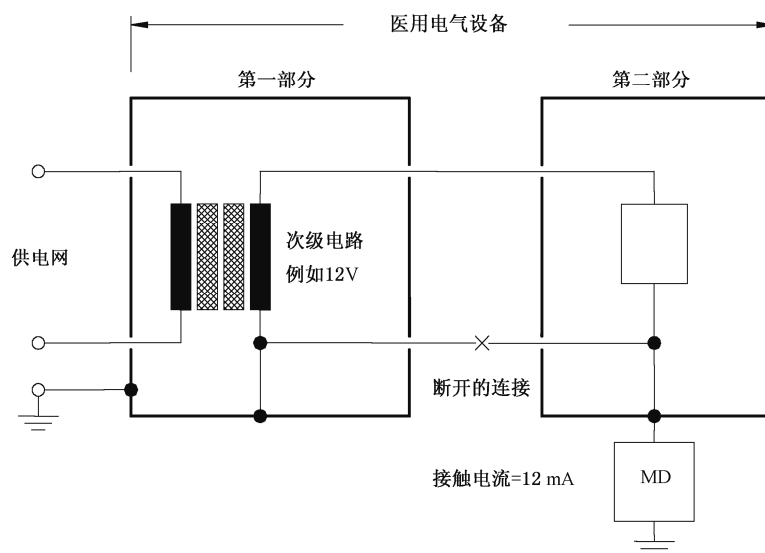 医用电气设备
第一部分
第二部分
供电网
次级电路
例如12V
断开的连接
接触电流=12 mA
MD